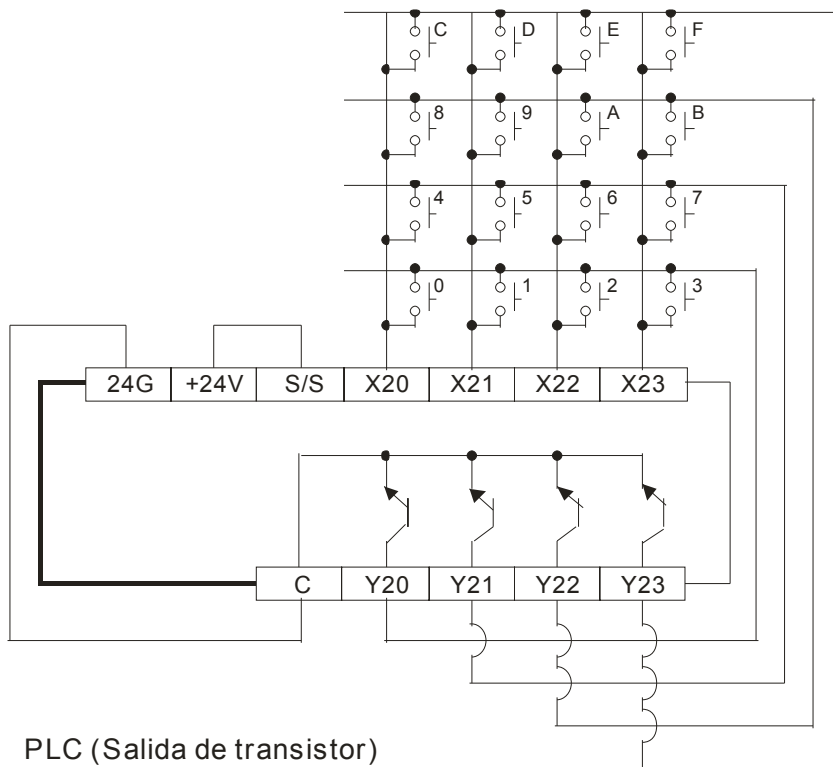 C D E F
8 9 A B
4 5 6 7
0 1 2 3
24G +24V S/S X20 X21 X22 X23
C Y20 Y21 Y22 Y23
PLC (Salida de transistor)